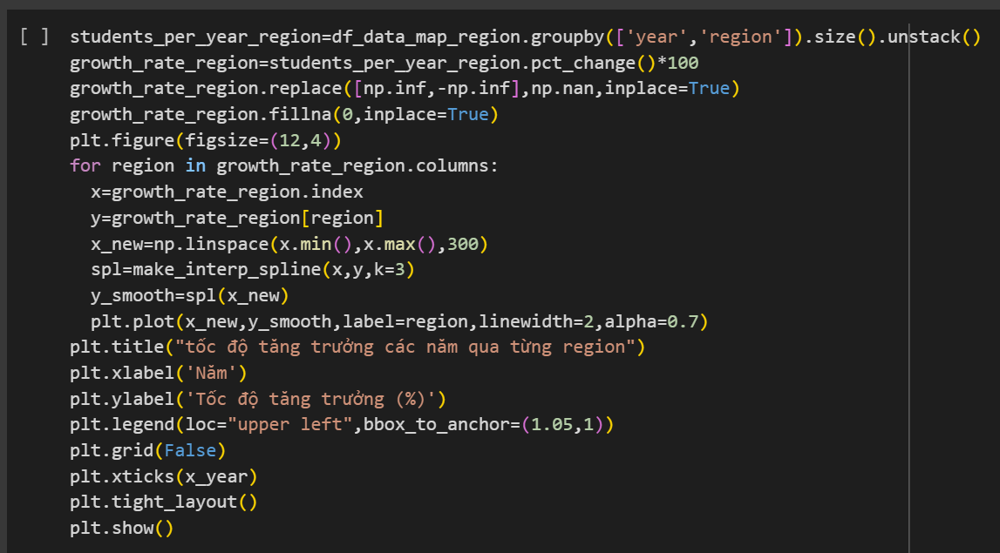 [ ] students_per_year_region=df_data_map_region.groupby(['year','region']).size().unstack()
growth_rate_region=students_per_year_region.pct_change()*100
growth_rate_region.replace([np.inf,-np.inf],np.nan,inplace=True)
growth_rate_region.fillna(0,inplace=True)
plt.figure(figsize=(12,4))
for region in growth_rate_region.columns:
  x=growth_rate_region.index
  y=growth_rate_region[region]
  x_new=np.linspace(x.min(),x.max(),300)
  spl=make_interp_spline(x,y,k=3)
  y_smooth=spl(x_new)
  plt.plot(x_new,y_smooth,label=region,linewidth=2,alpha=0.7)
plt.title("tốc độ tăng trưởng các năm qua từng region")
plt.xlabel('Năm')
plt.ylabel('Tốc độ tăng trưởng (%)')
plt.legend(loc="upper left",bbox_to_anchor=(1.05,1))
plt.grid(False)
plt.xticks(x_year)
plt.tight_layout()
plt.show()